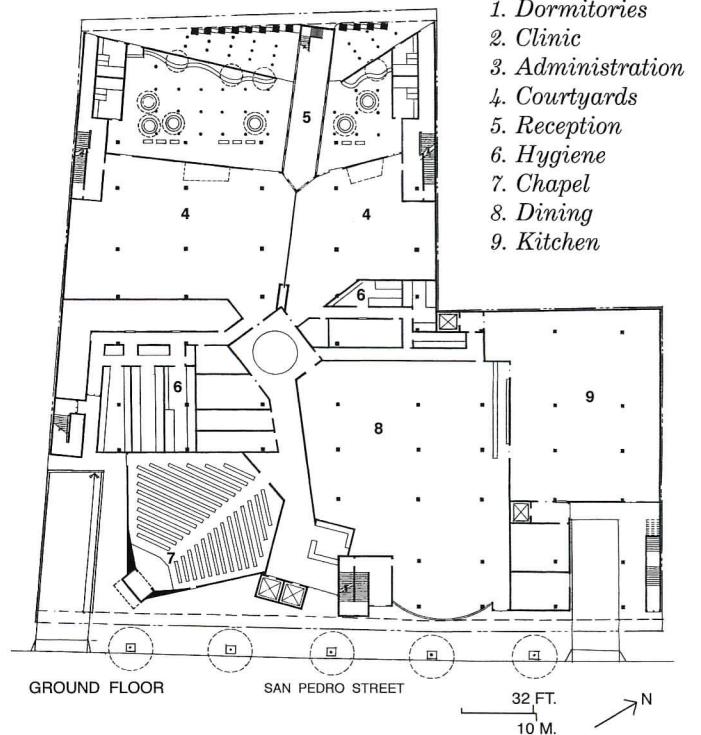 1. Dormitories
2. Clinic
3. Administration
4. Courtyards
5. Reception
6. Hygiene
7. Chapel
8. Dining
9. Kitchen
5
4
4
6
6
9
8
7
GROUND FLOOR
SAN PEDRO STREET
32 FT.
N
10 M.